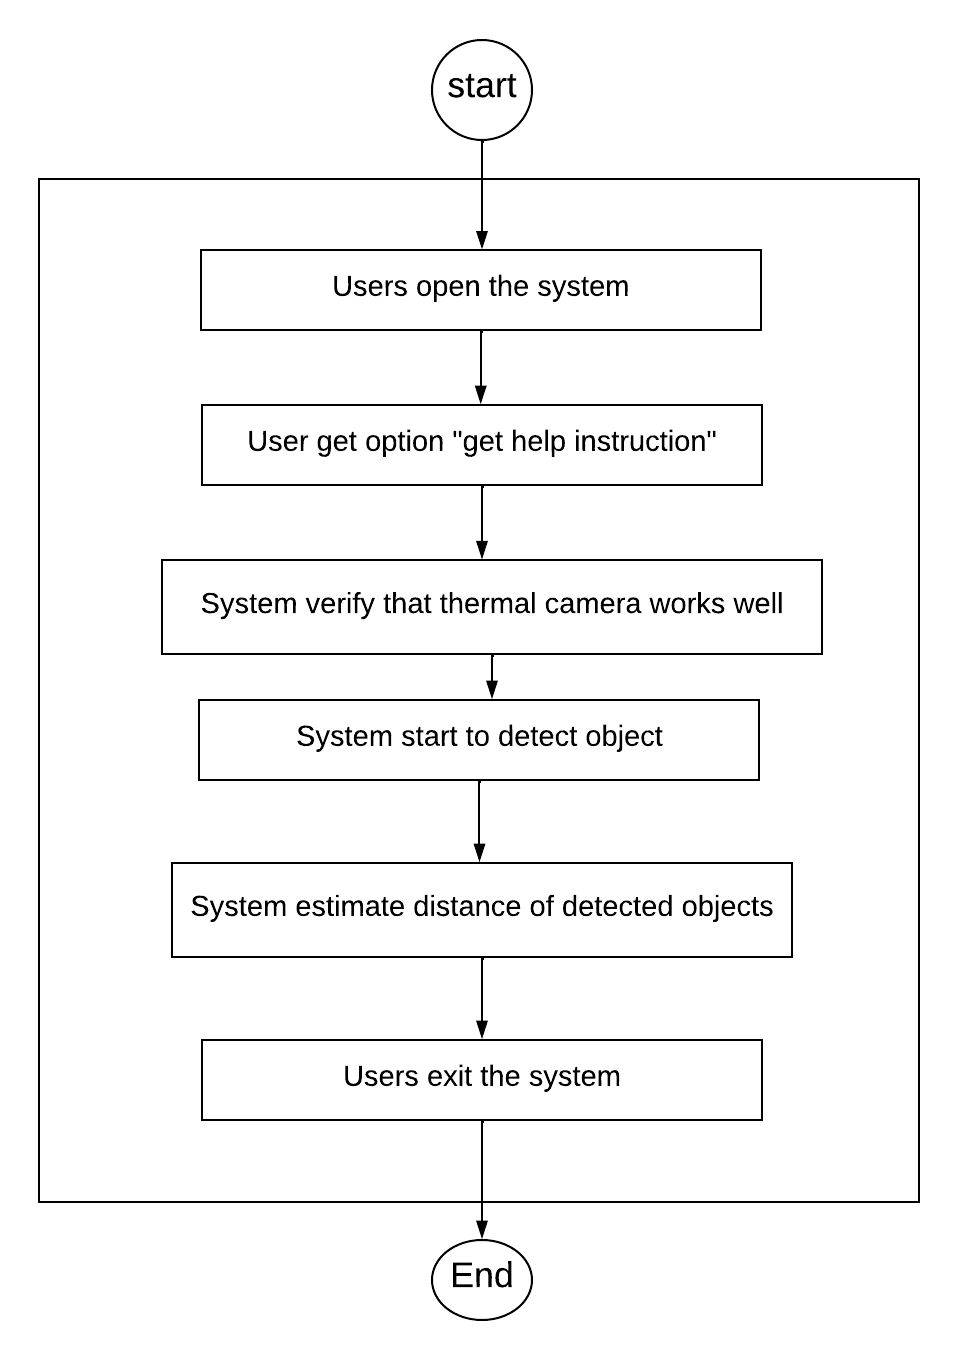 start
Users open the system
User get option "get help instruction"
System verify that thermal camera works well
System start to detect object
System estimate distance of detected objects
Users exit the system
End